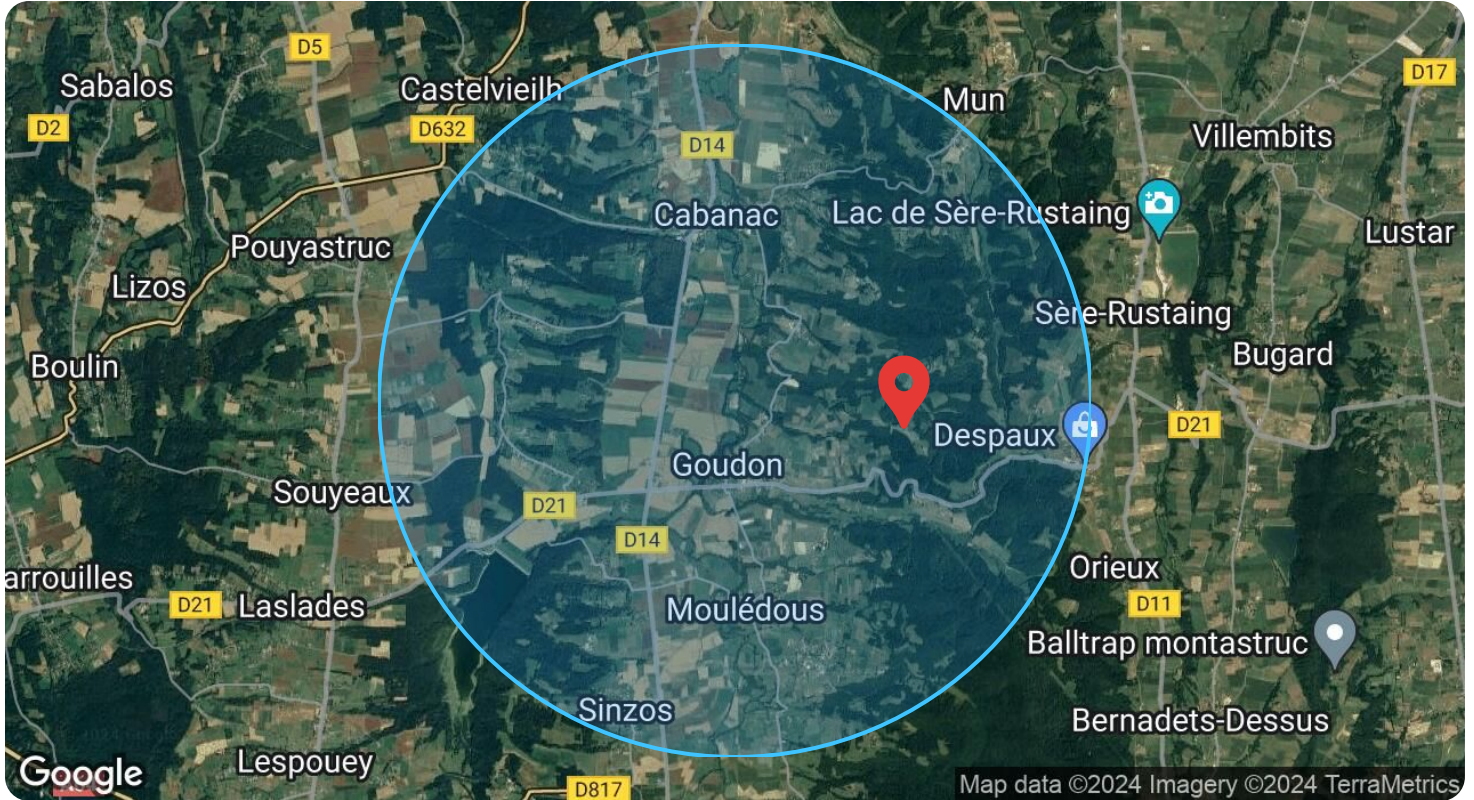 D5
D17
Sabalos
Castelvieilh
Mun
D2
D632
D14
Villembits
Cabanac
Lac de Sère-Rustaing
Lustar
Pouyastruc
Lizos
Sère-Rustaing
Bugard
Boulin
D21
Despaux
Goudon
Souyeaux
D21
D14
Orieux
arrouilles
D21
Laslades
Moulédous
D11
Balltrap montastruc
Sinzos
Bernadets-Dessus
Lespouey
Google
D817
Map data ©2024 Imagery ©2024 TerraMetrics